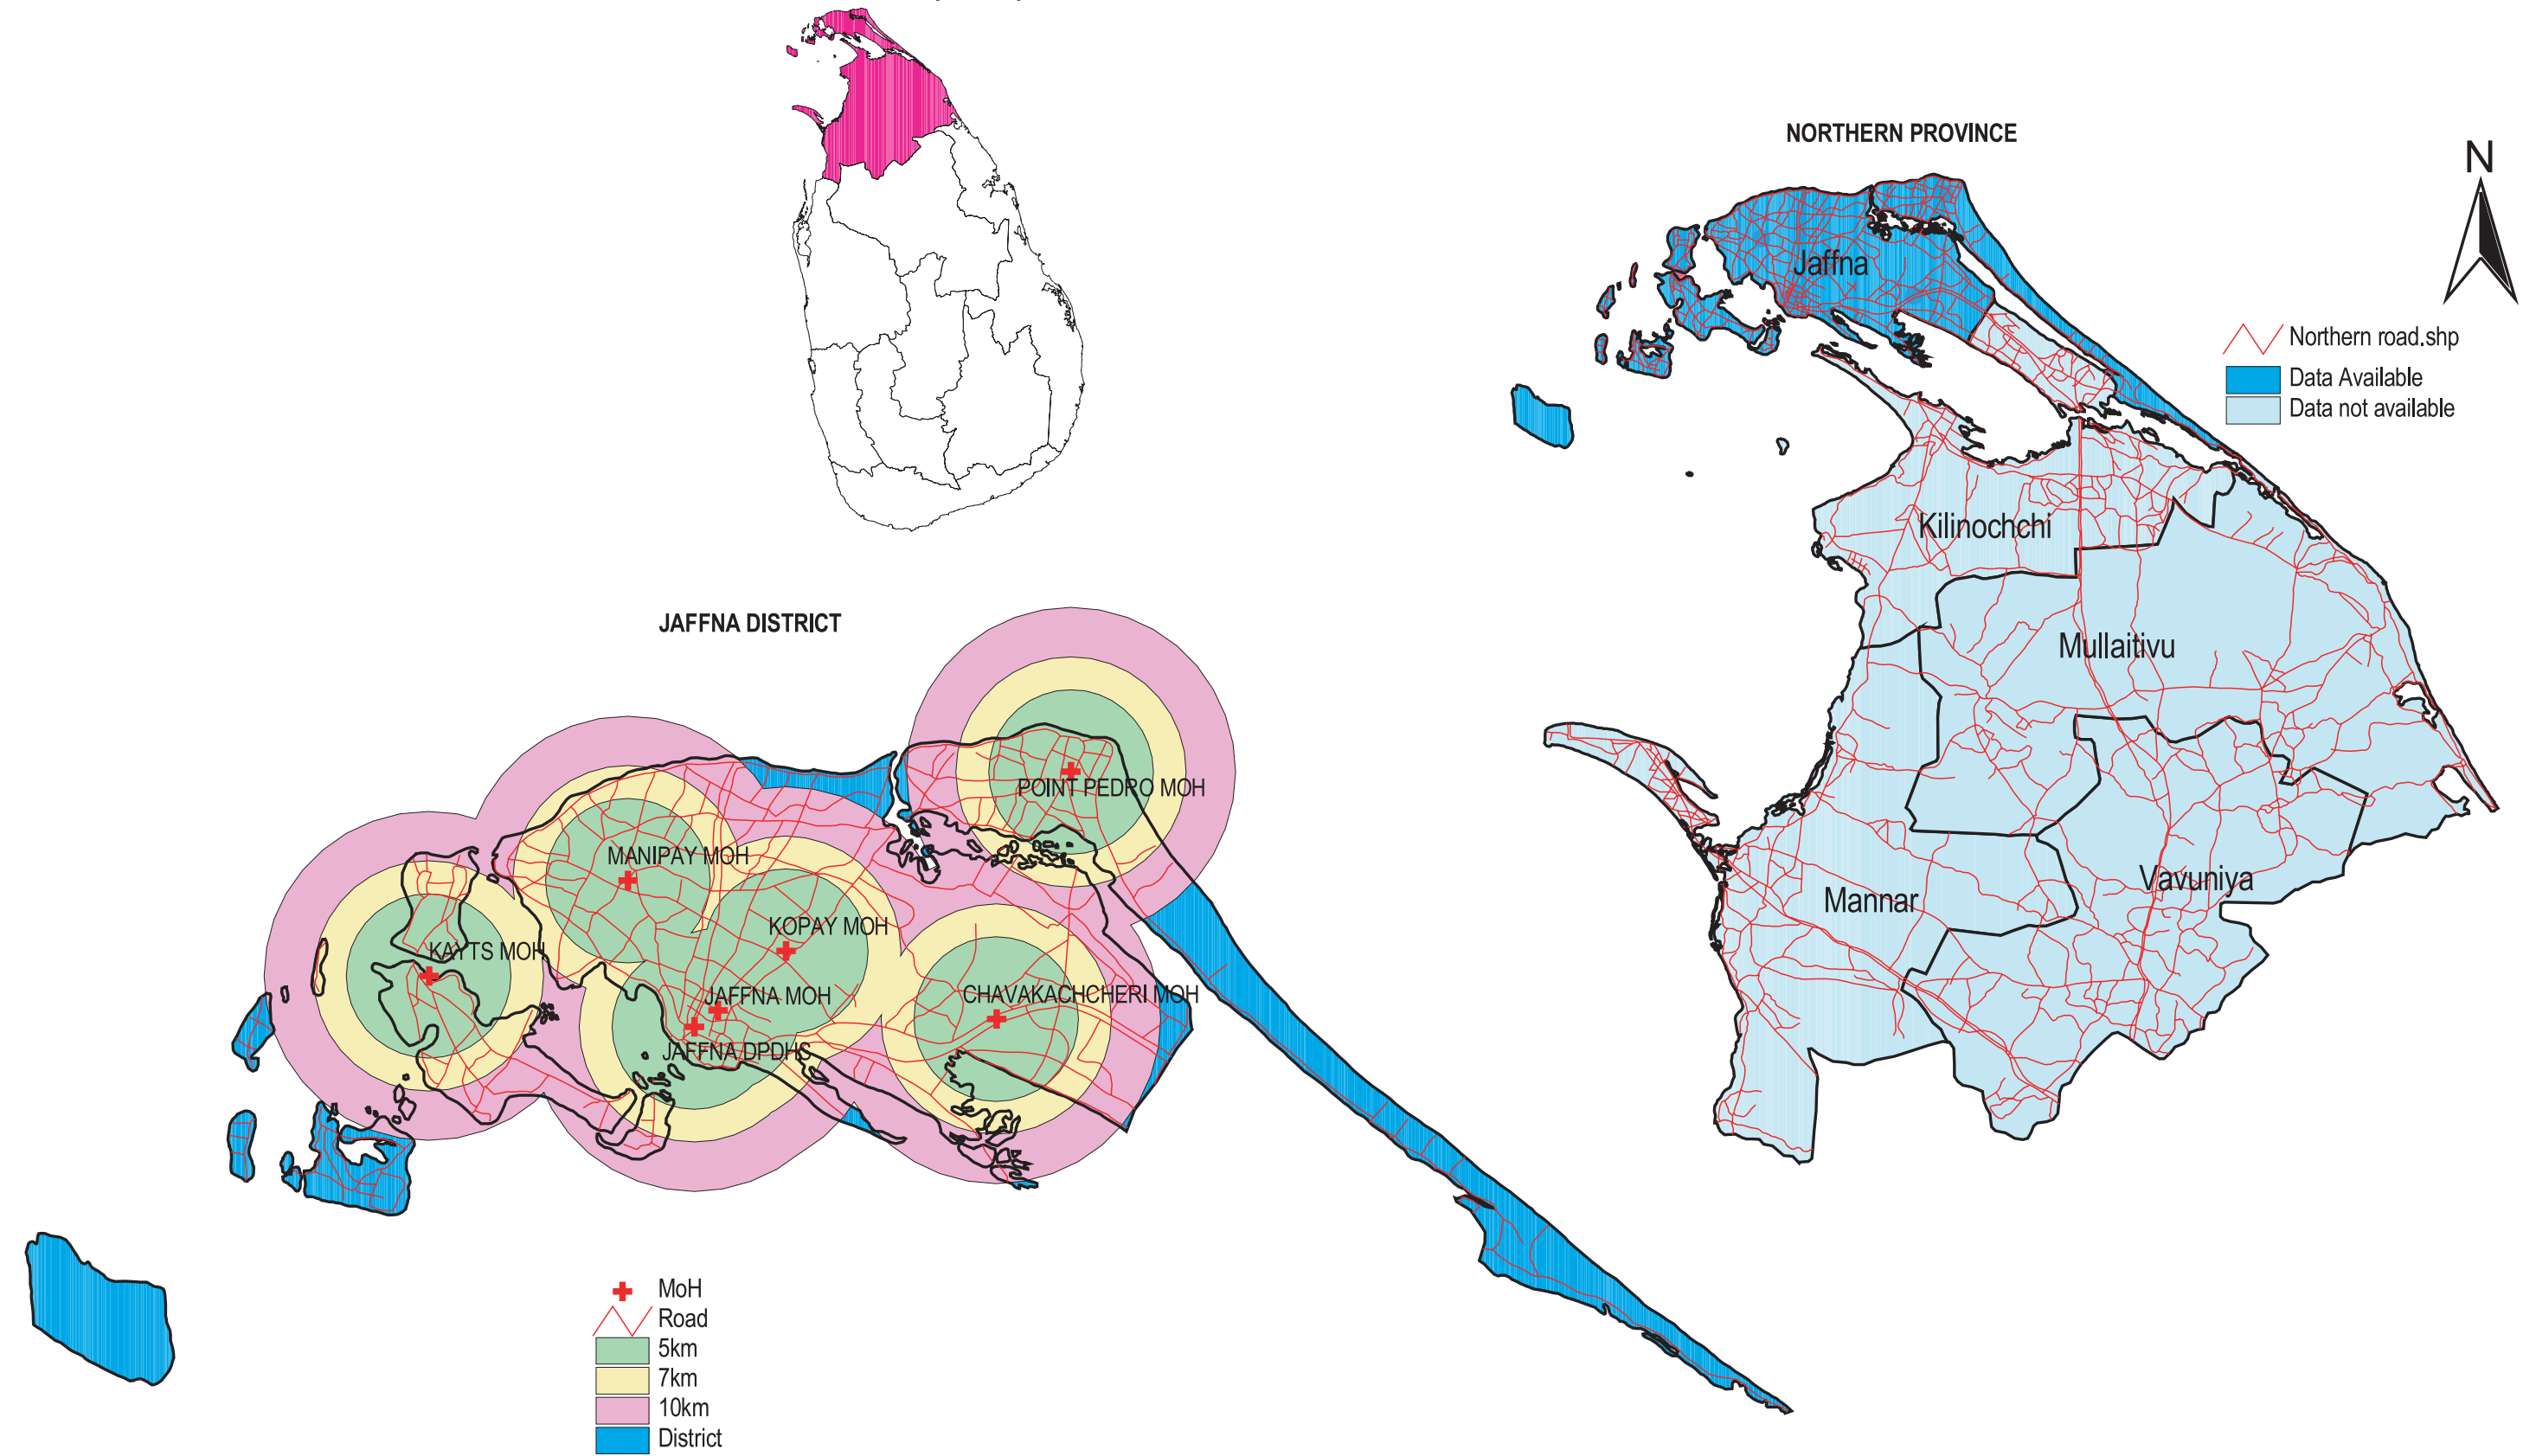 NORTHERN PROVINCE
N
Jaffna
Northern road.shp
Data Available
Data not available
Kilinochchi
Mullaitivu
Vavuniya
Mannar
JAFFNA DISTRICT
POINT PEDRO MOH
MANIPAY MOH
KOPAY MOH
KAYTS MOH
JAFFNA MOH
CHAVAKACHCHERI MOH
JAFFNA DPDHS
MoH
Road
5km
7km
10km
District